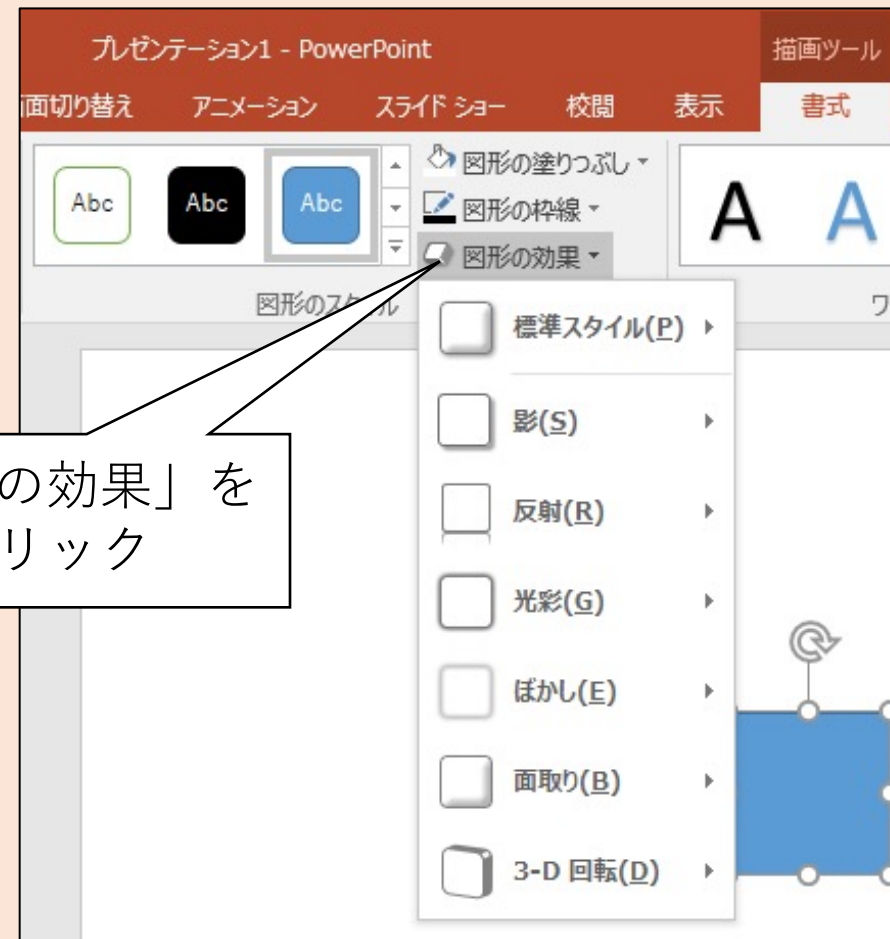 プレゼンテーション1 - PowerPoint
描画ツール
面切り替え アニメーション スライド ショー 校閲 表示 書式
Abc Abc Abc
図形の塗りつぶし
図形の枠線
図形の効果
A A
図形のスタイル
ワ
標準スタイル(P)
影(S)
反射(R)
光彩(G)
ぼかし(E)
面取り(B)
3-D 回転(D)
の効果」を
リック